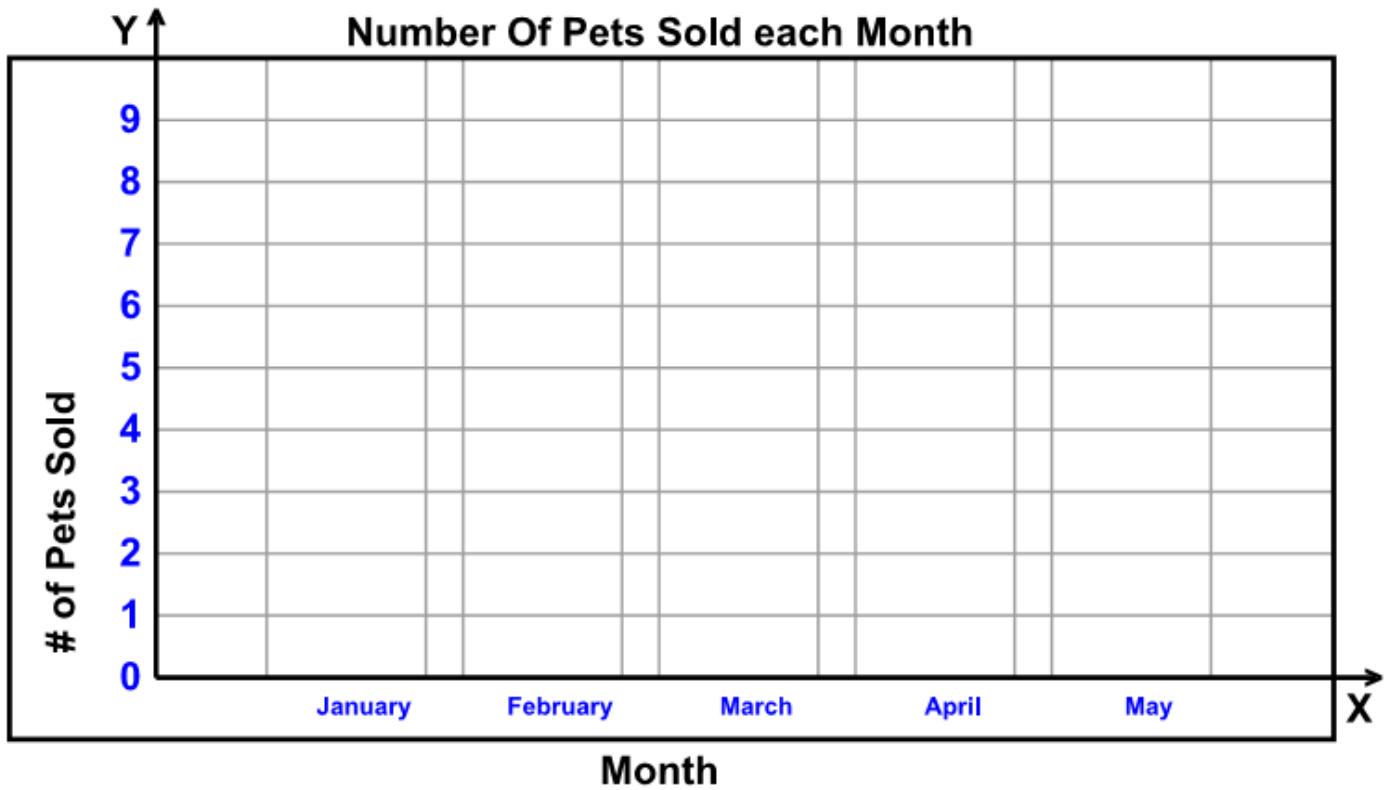 Y
Number Of Pets Sold each Month
9
8
7
6
5
4
3
2
1
0
# of Pets Sold
January February March April May
X
Month